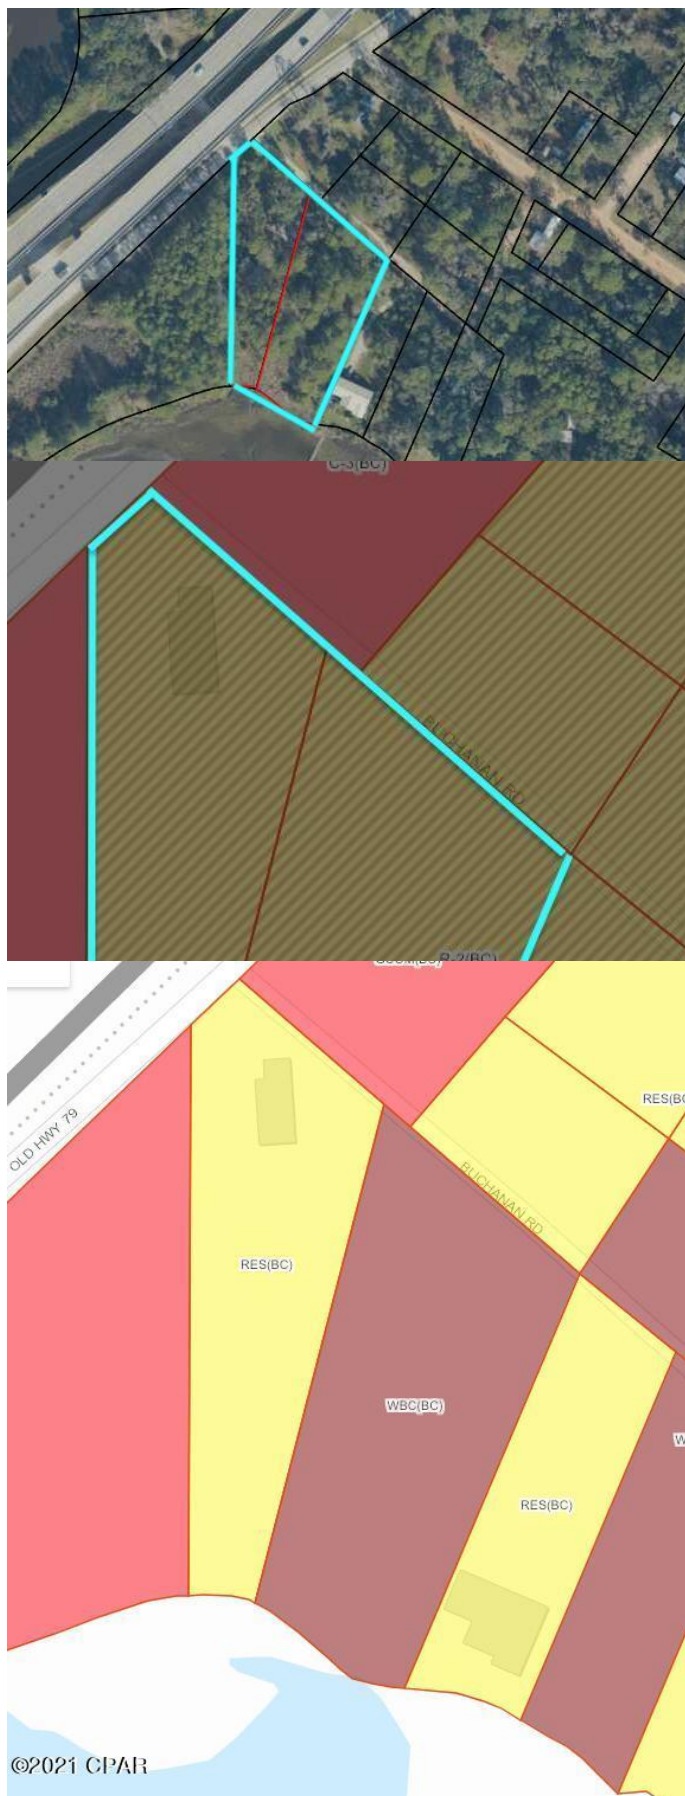 C-3(BC)
BUCHANAN RD
R-2(BC)
OLD HWY 79
RES(BC
BUCHANAN RD
RES(BC)
WBC(BC)
W
RES(BC)
©2021 CPAR